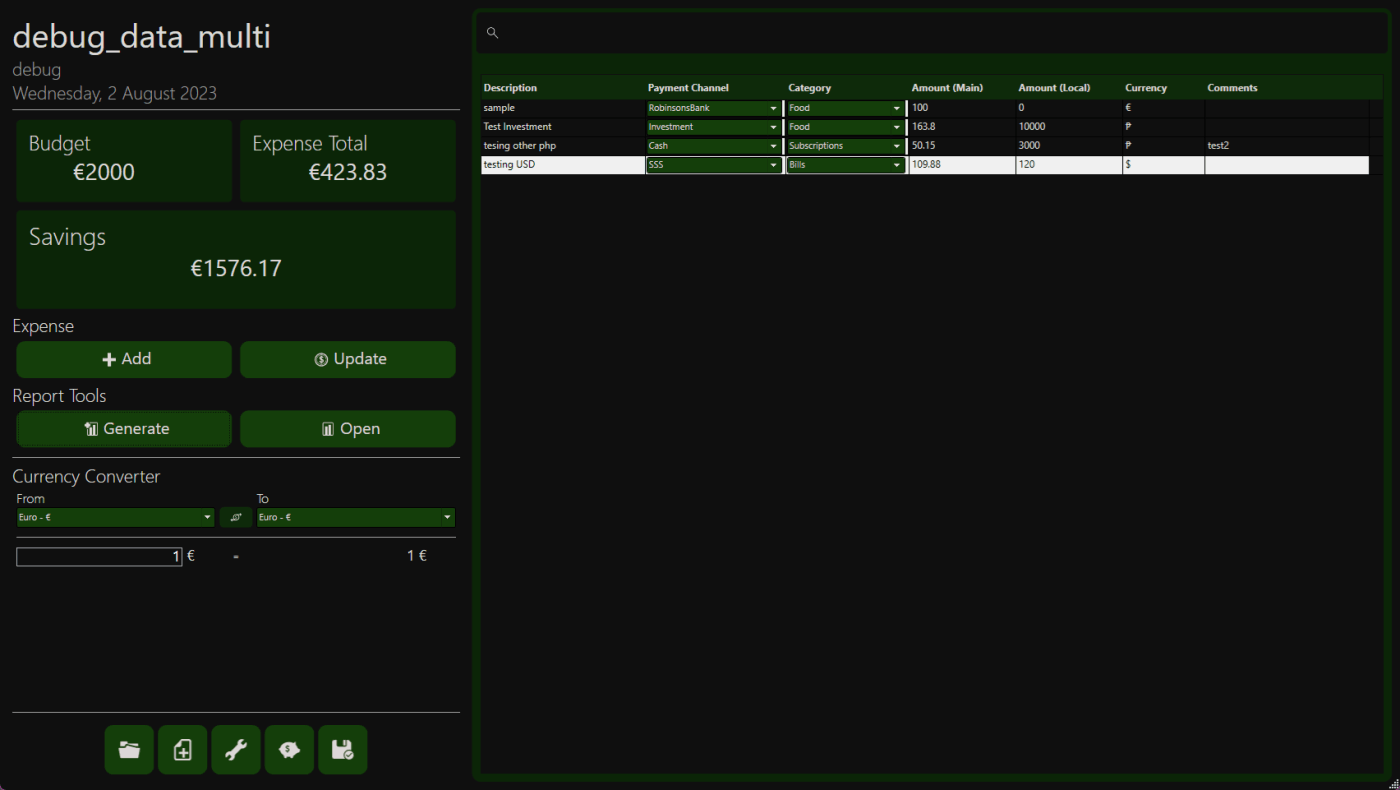 debug_data_multi
debug
Wednesday, 2 August 2023
Budget
€2000
Expense Total
€423.83
Savings
€1576.17
Expense
Add
Update
Report Tools
Generate
Open
Currency Converter
From
To
Euro - €
Euro - €
1 € = 1 €
Description Payment Channel Category Amount (Main) Amount (Local) Currency Comments
sample RobinsonsBank Food 100 0 €
Test Investment Investment Food 163.8 10000 ₱
tesing other php Cash Subscriptions 50.15 3000 ₱ test2
testing USD SSS Bills 109.88 120 $